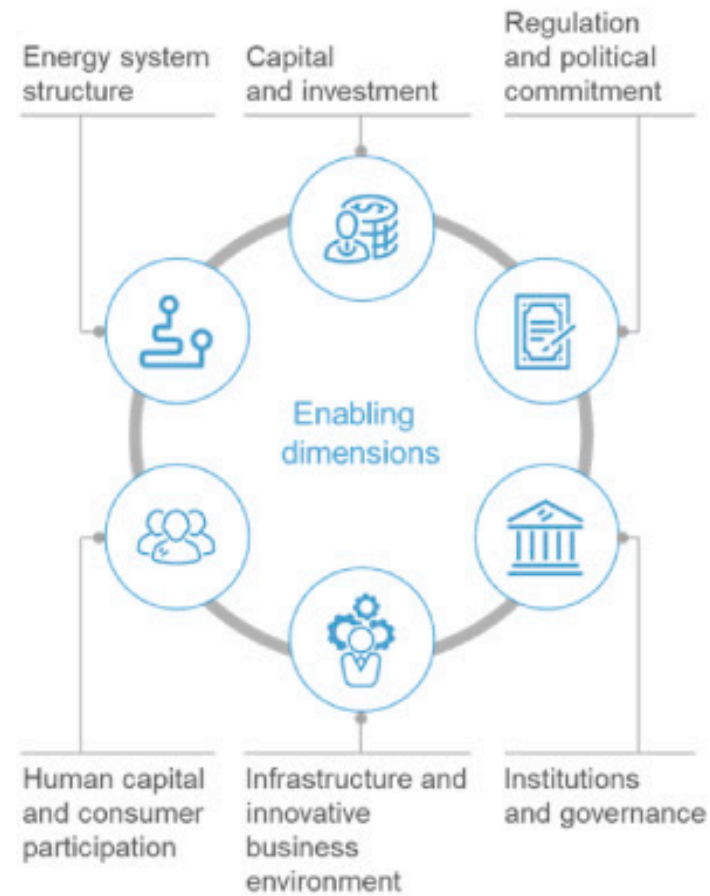 Energy system
structure
Capital
and investment
Regulation
and political
commitment
Enabling
dimensions
Human capital
and consumer
participation
Infrastructure and
innovative
business
environment
Institutions
and governance